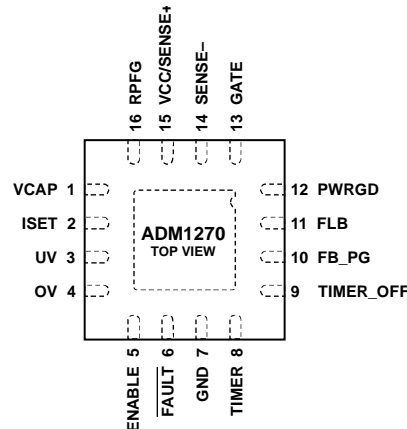 16 RPFG
15 VCC/SENSE+
14 SENSE–
13 GATE
VCAP 1
ISET 2
UV 3
OV 4
ADM1270
TOP VIEW
12 PWRGD
11 FLB
10 FB_PG
9 TIMER_OFF
ENABLE 5
FAULT 6
GND 7
TIMER 8